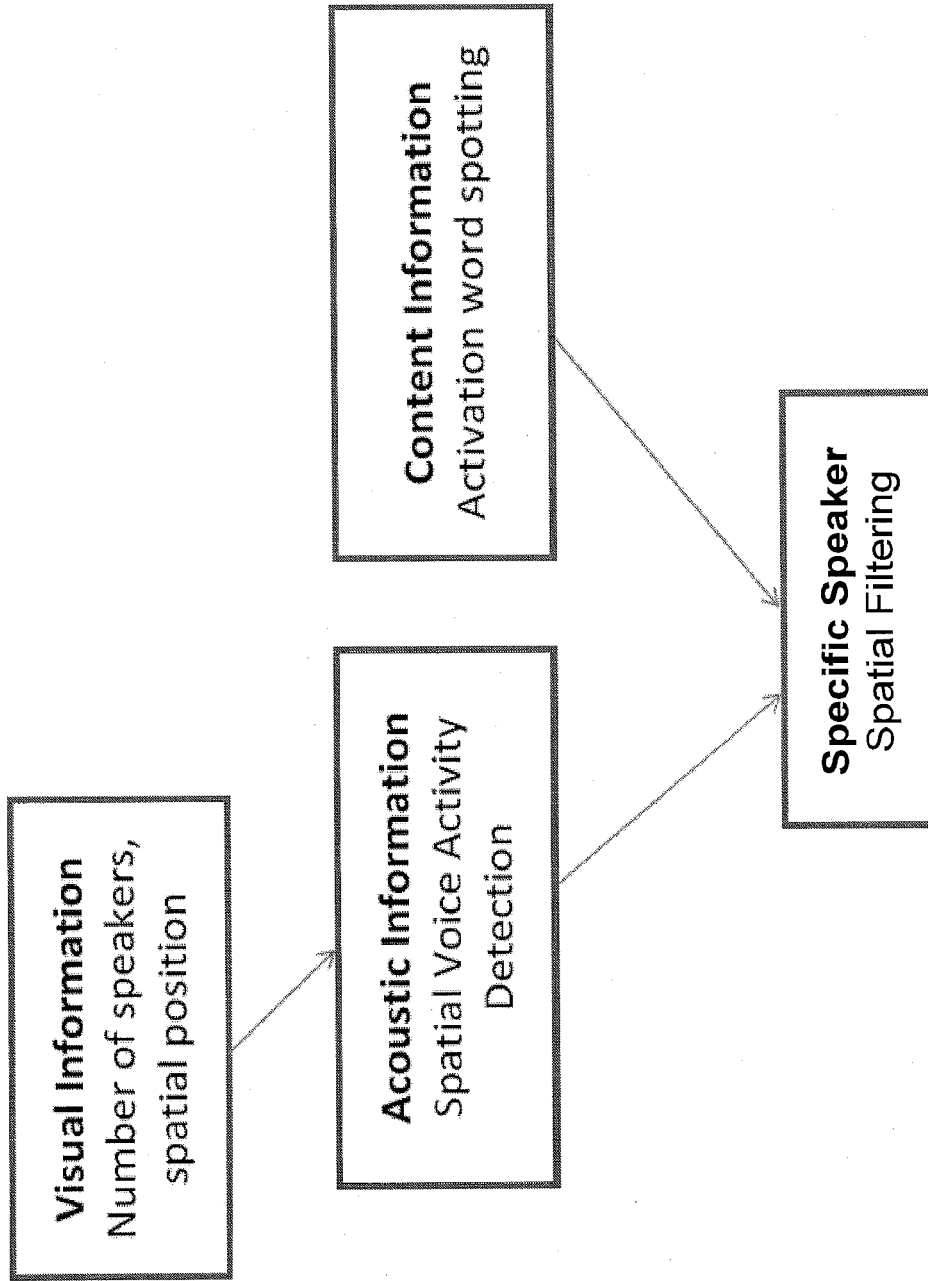 Visual Information
Number of speakers,
spatial position
Acoustic Information
Spatial Voice Activity
Detection
Content Information
Activation word spotting
Specific Speaker
Spatial Filtering